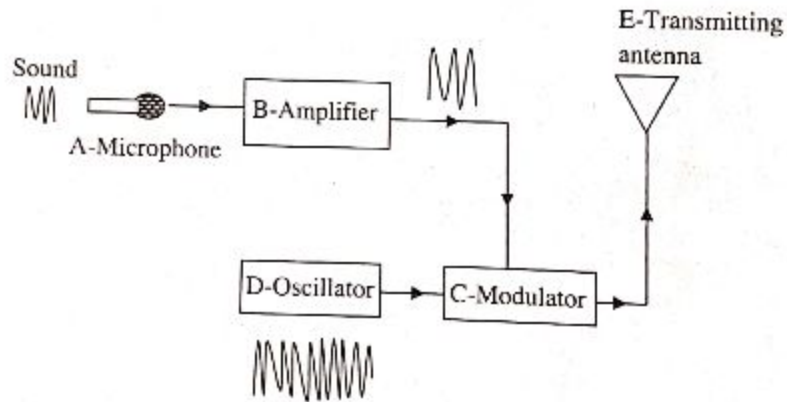 E-Transmitting
antenna
Sound
B-Amplifier
A-Microphone
D-Oscillator
C-Modulator